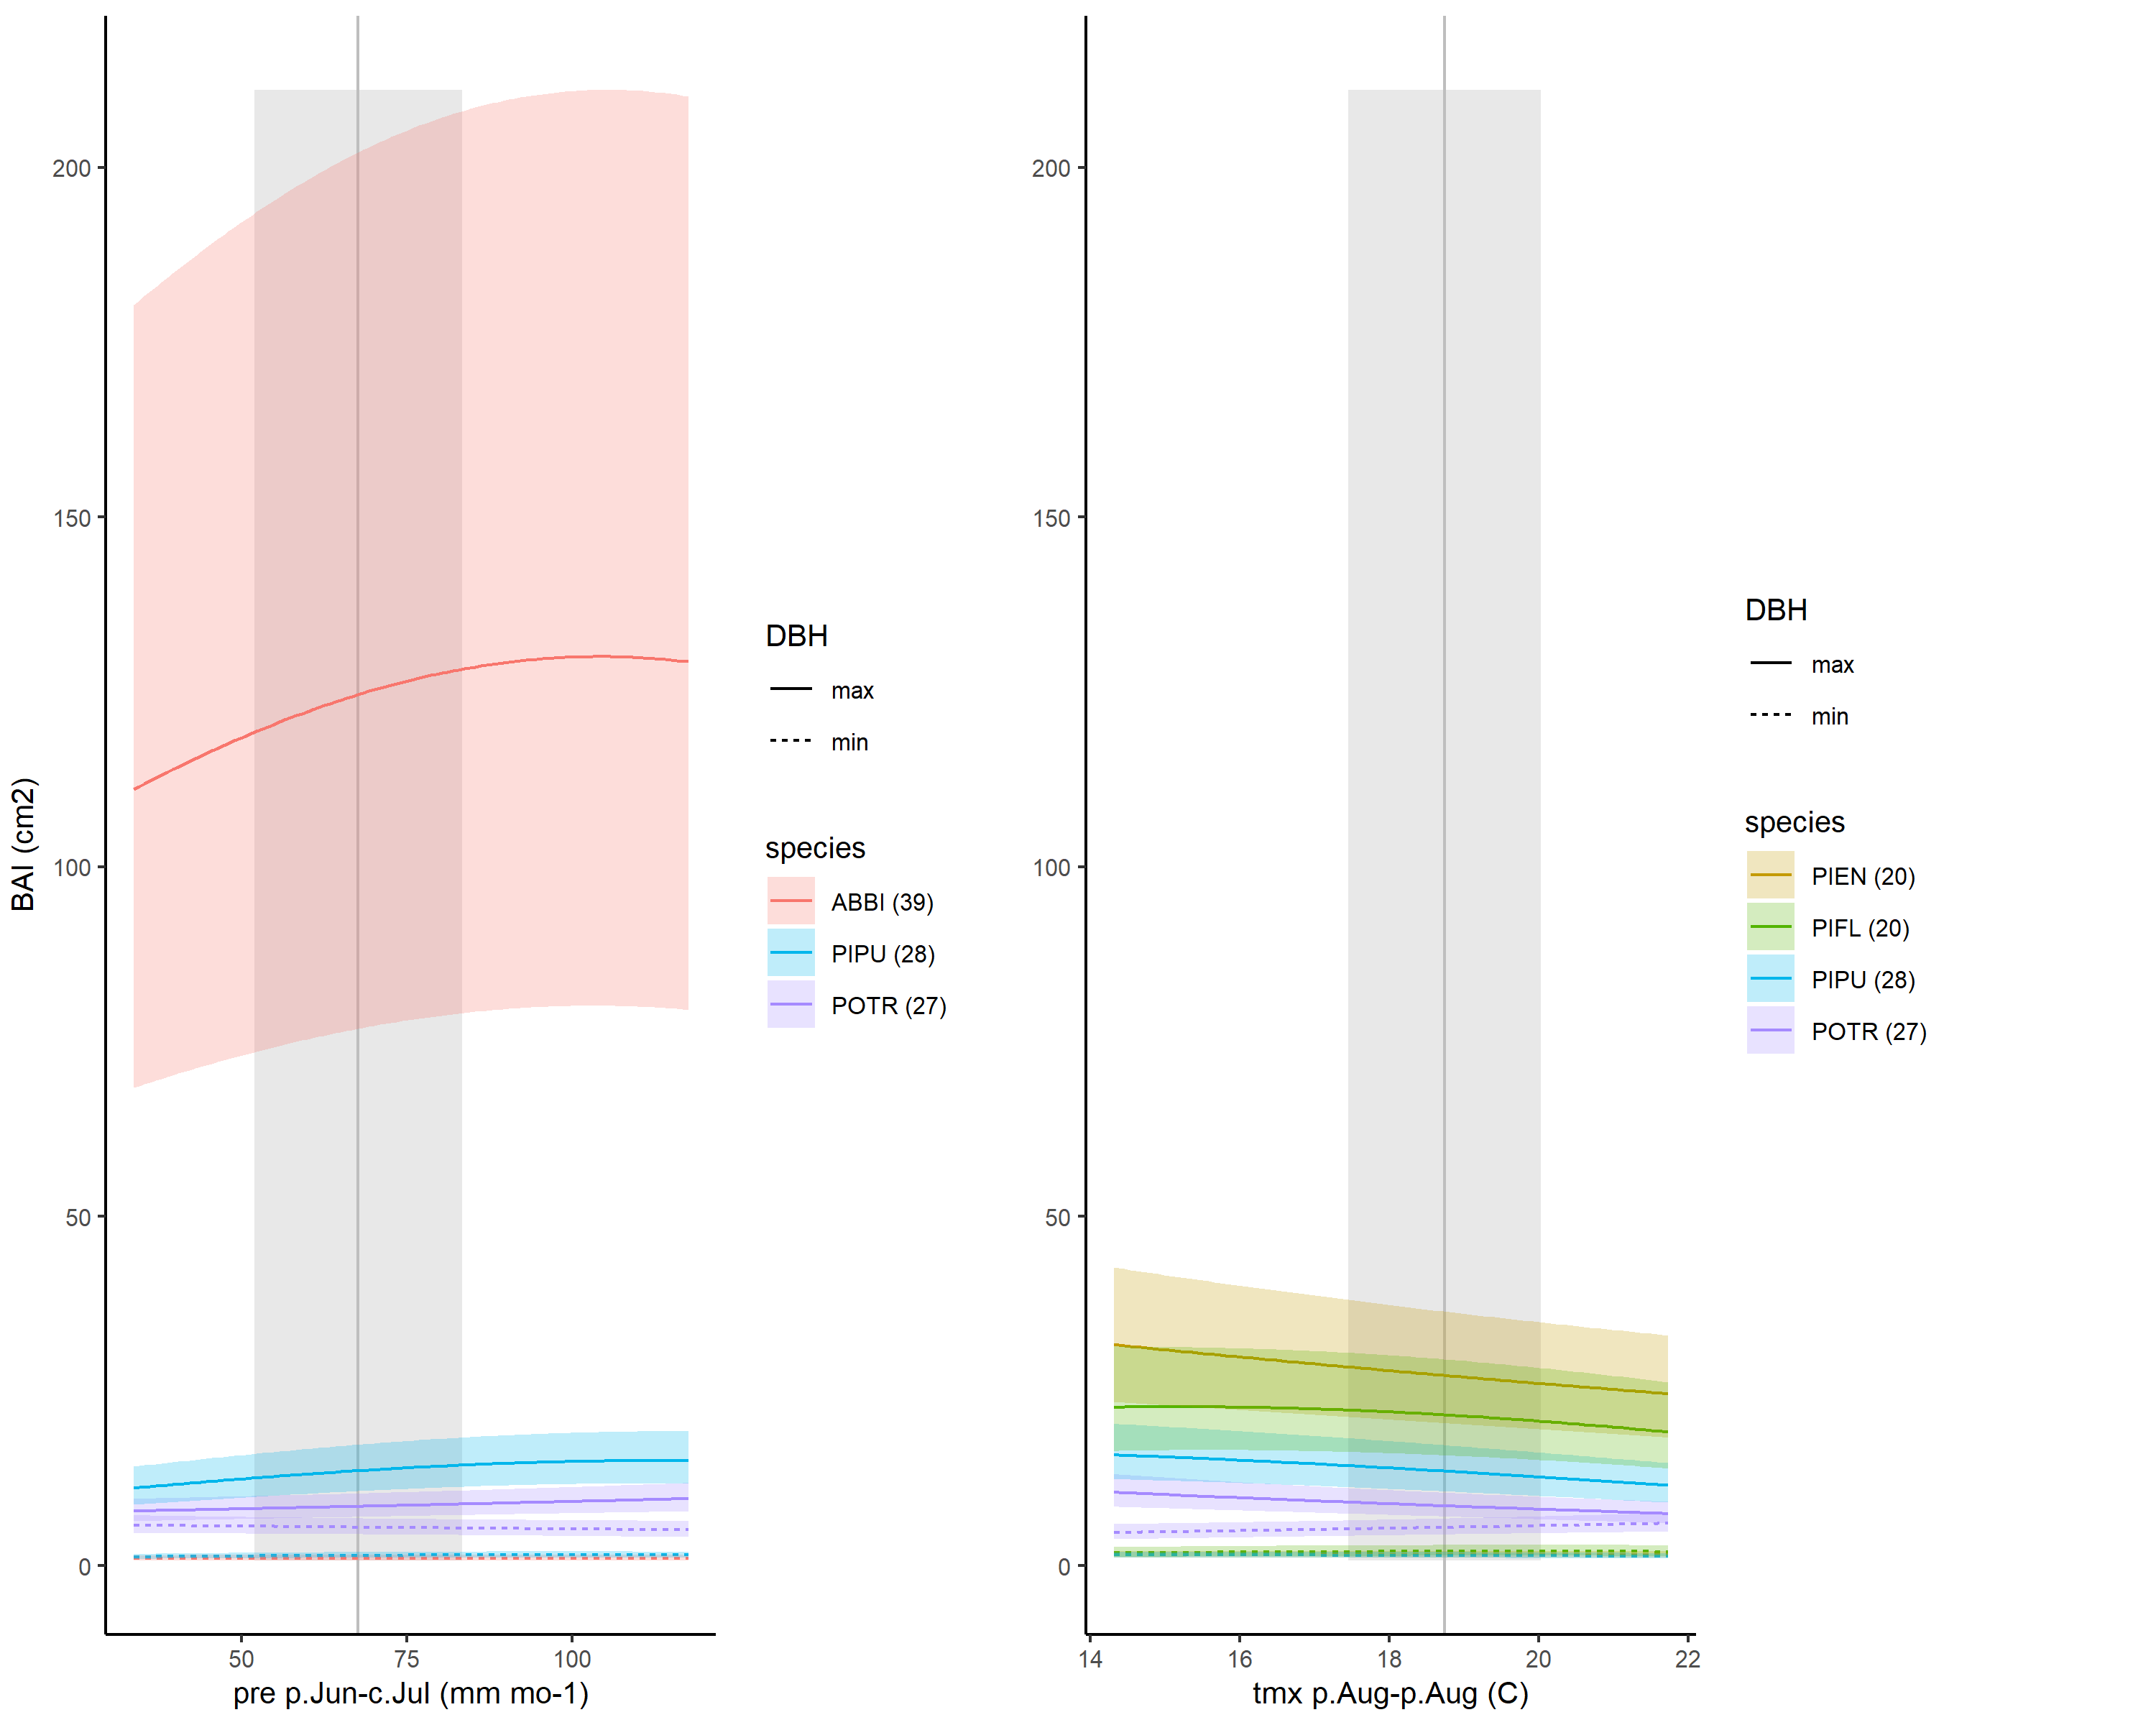 BAI (cm2)
200
150
100
50
0
50 75 100
pre p.Jun-c.Jul (mm mo-1)
DBH
max
min
species
ABBI (39)
PIPU (28)
POTR (27)
200
150
100
50
0
14 16 18 20 22
tmx p.Aug-p.Aug (C)
DBH
max
min
species
PIEN (20)
PIFL (20)
PIPU (28)
POTR (27)